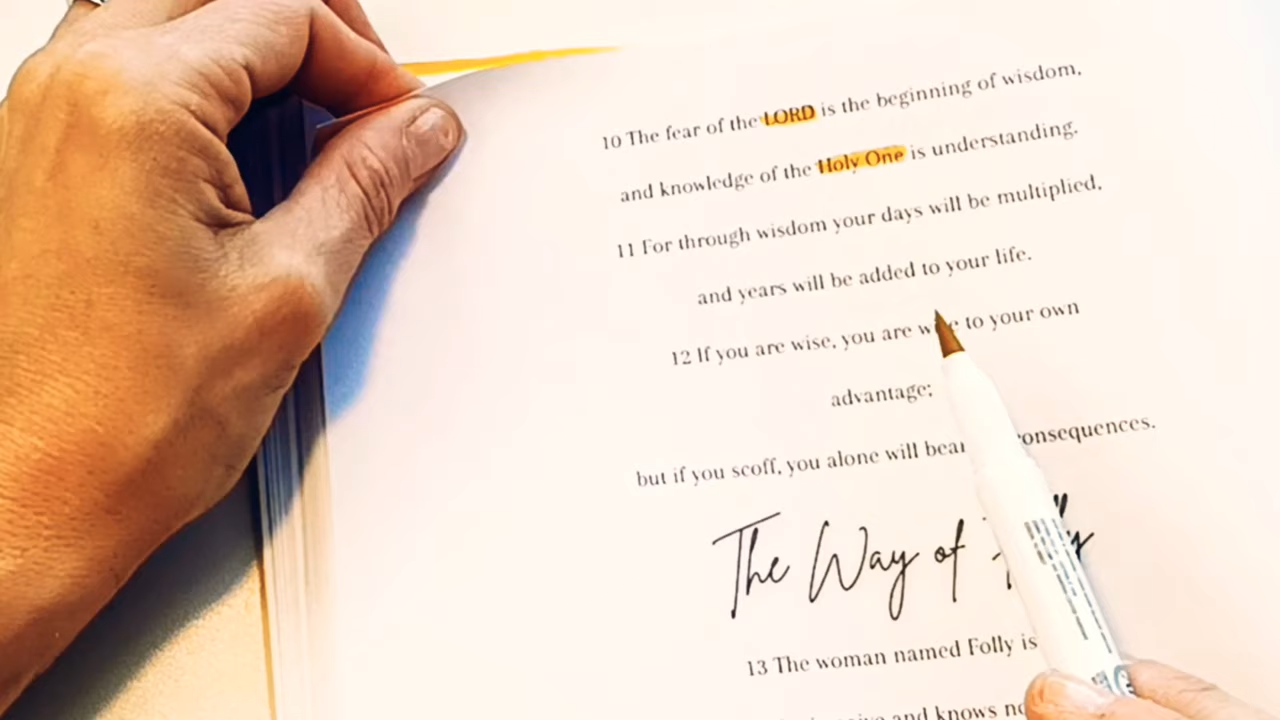 10 The fear of the LORD is the beginning of wisdom,
and knowledge of the Holy One is understanding.
11 For through wisdom your days will be multiplied,
and years will be added to your life.
12 If you are wise, you are to your own
advantage;
but if you scoff, you alone will bear consequences.
The Way of
13 The woman named Folly is
and knows